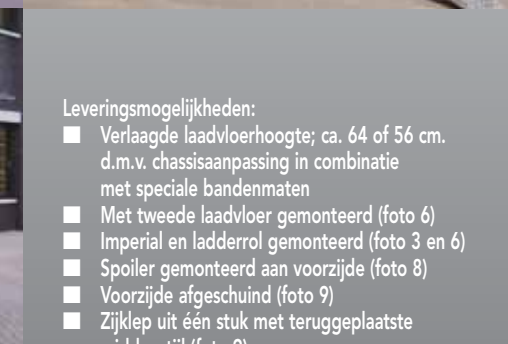 Leveringsmogelijkheden:
■ Verlaagde laadvloerhoogte; ca. 64 of 56 cm.
d.m.v. chassisaanpassing in combinatie
met speciale bandenmaten
■ Met tweede laadvloer gemonteerd (foto 6)
■ Imperial en ladderrol gemonteerd (foto 3 en 6)
■ Spoiler gemonteerd aan voorzijde (foto 8)
■ Voorzijde afgeschuind (foto 9)
■ Zijklep uit één stuk met teruggeplaatste